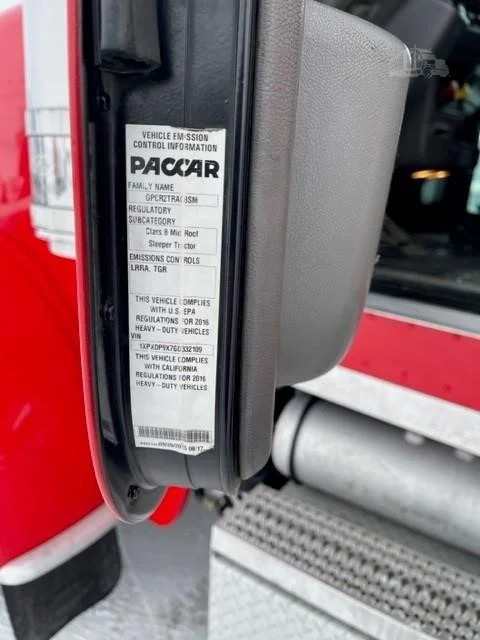 VEHICLE EMISSION
CONTROL INFORMATION
PACCAR
FAMILY NAME
REGULATORY
SUBCATEGORY
Class 8 Mid Roof
Sleeper Tractor
EMISSIONS CONTROLS
LRRA, TGR
THIS VEHICLE COMPLIES
WITH U.S. EPA
REGULATIONS FOR 2016
HEAVY-DUTY VEHICLES
VIN
1XPXDP9X7GD332109
THIS VEHICLE COMPLIES
WITH CALIFORNIA
REGULATIONS FOR 2016
HEAVY-DUTY VEHICLES